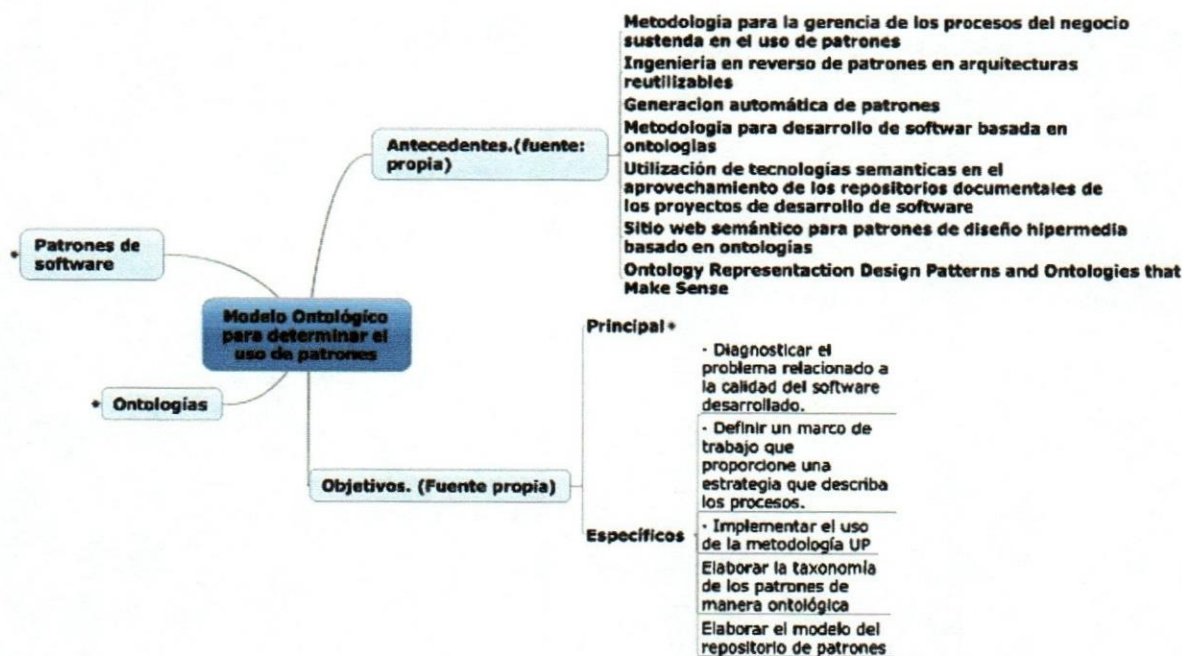 Metodologia para la gerencia de los procesos del negocio
sustenda en el uso de patrones
Ingenieria en reverso de patrones en arquitecturas
reutilizables
Generacion automática de patrones
Metodologia para desarrollo de softwar basada en
ontologias
Utilización de tecnologías semanticas en el
aprovechamiento de los repositorios documentales de
los proyectos de desarrollo de software
Sitio web semántico para patrones de diseño hipermedia
basado en ontologías
Ontology Representaction Design Patterns and Ontologies that
Make Sense
Antecedentes.(fuente:
propia)
Patrones de
software
Modelo Ontológico
para determinar el
uso de patrones
Ontologías
Objetivos. (Fuente propia)
Principal
Específicos
- Diagnosticar el
problema relacionado a
la calidad del software
desarrollado.
- Definir un marco de
trabajo que
proporcione una
estrategia que describa
los procesos.
- Implementar el uso
de la metodología UP
Elaborar la taxonomía
de los patrones de
manera ontológica
Elaborar el modelo del
repositorio de patrones